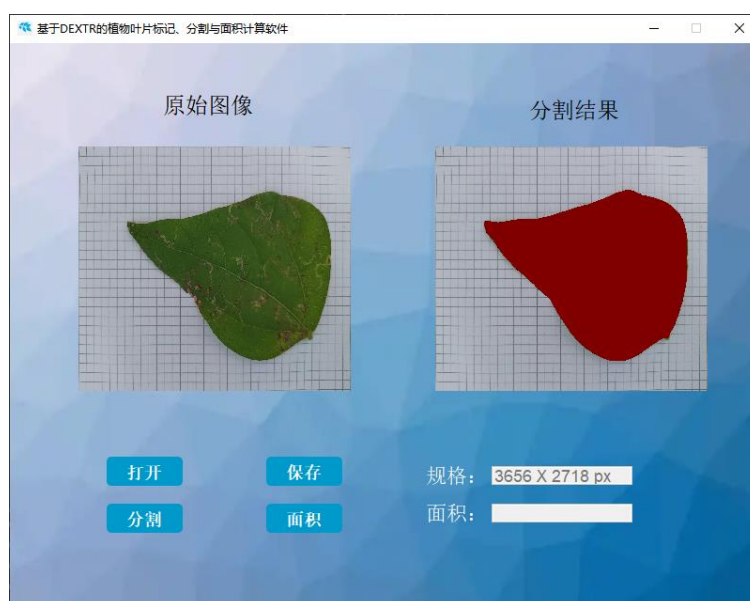 基于DEXTR的植物叶片标记、分割与面积计算软件
原始图像
分割结果
打开
保存
规格：
3656 X 2718 px
分割
面积
面积：